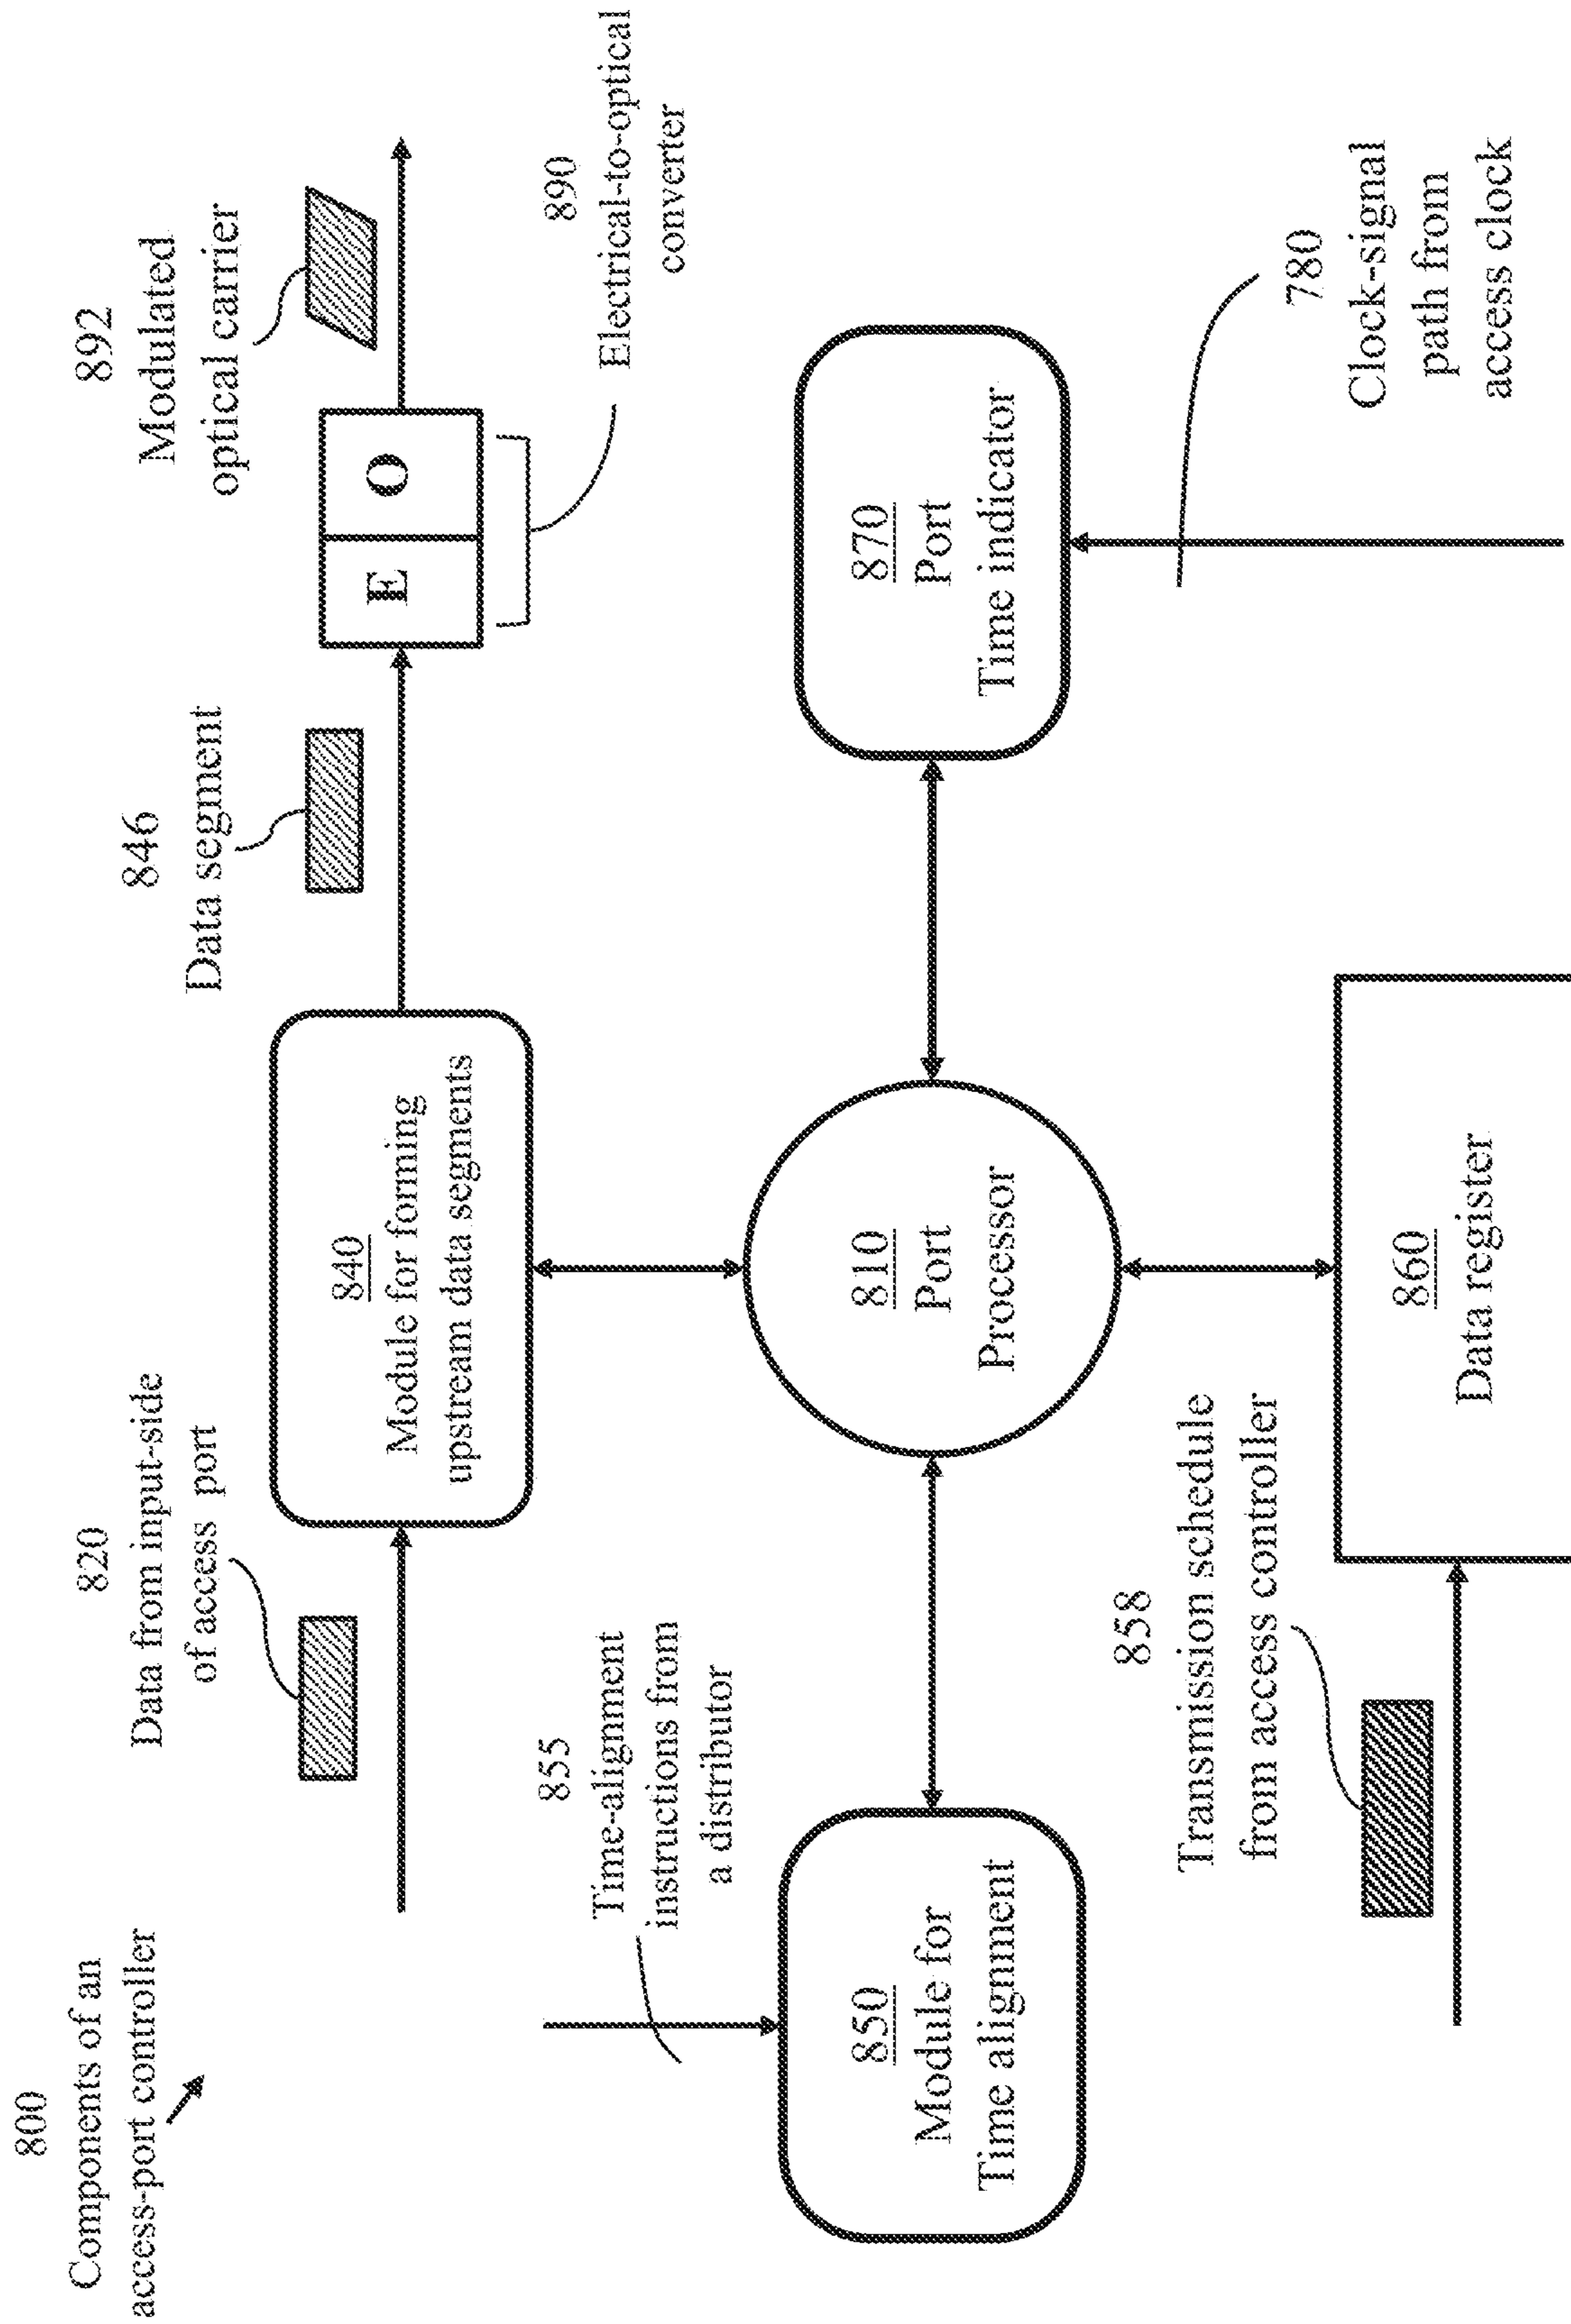 800
Components of an
access-port controller
820
Data from input-side
of access port
846
Data segment
892
Modulated
optical carrier
840
Module for forming
upstream data segments
E
O
890
Electrical-to-optical
converter
855
Time-alignment
instructions from
a distributor
850
Module for
Time alignment
810
Port
Processor
870
Port
Time indicator
858
Transmission schedule
from access controller
860
Data register
780
Clock-signal
path from
access clock